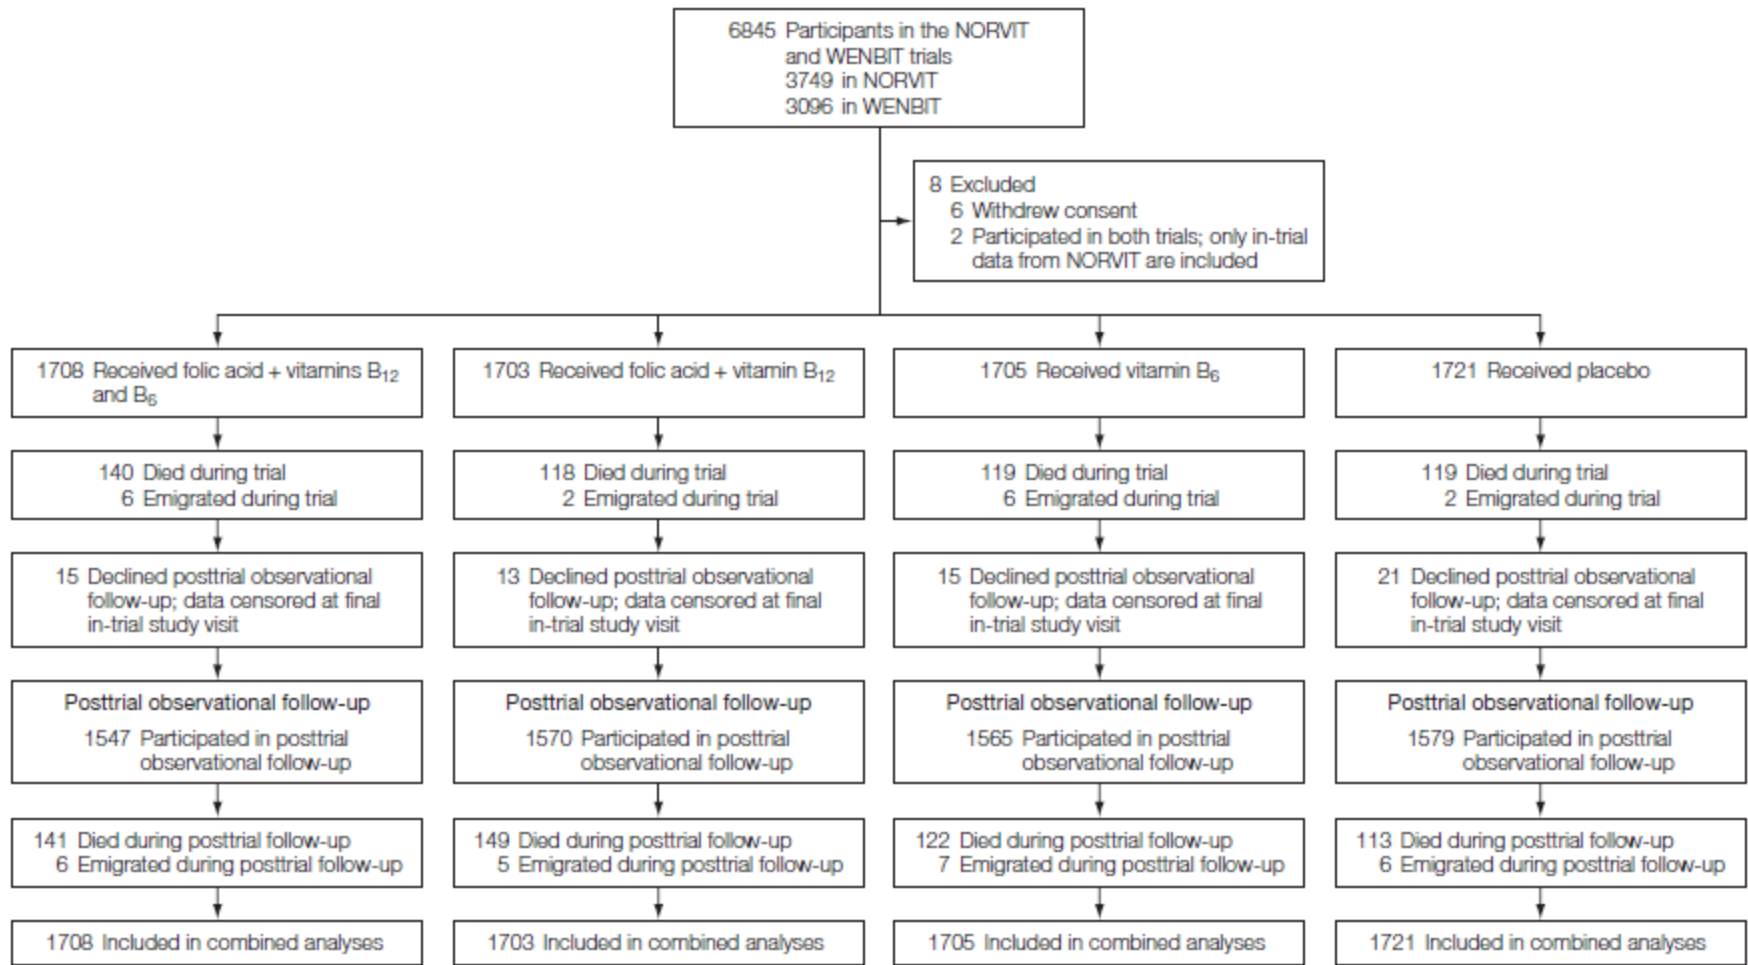 6845 Participants in the NORVIT
and WENBIT trials
3749 in NORVIT
3096 in WENBIT
8 Excluded
6 Withdrew consent
2 Participated in both trials; only in-trial
data from NORVIT are included
1708 Received folic acid + vitamins B12
and B6
1703 Received folic acid + vitamin B12
1705 Received vitamin B6
1721 Received placebo
140 Died during trial
6 Emigrated during trial
118 Died during trial
2 Emigrated during trial
119 Died during trial
6 Emigrated during trial
119 Died during trial
2 Emigrated during trial
15 Declined posttrial observational
follow-up; data censored at final
in-trial study visit
13 Declined posttrial observational
follow-up; data censored at final
in-trial study visit
15 Declined posttrial observational
follow-up; data censored at final
in-trial study visit
21 Declined posttrial observational
follow-up; data censored at final
in-trial study visit
Posttrial observational follow-up
1547 Participated in posttrial
observational follow-up
Posttrial observational follow-up
1570 Participated in posttrial
observational follow-up
Posttrial observational follow-up
1565 Participated in posttrial
observational follow-up
Posttrial observational follow-up
1579 Participated in posttrial
observational follow-up
141 Died during posttrial follow-up
6 Emigrated during posttrial follow-up
149 Died during posttrial follow-up
5 Emigrated during posttrial follow-up
122 Died during posttrial follow-up
7 Emigrated during posttrial follow-up
113 Died during posttrial follow-up
6 Emigrated during posttrial follow-up
1708 Included in combined analyses
1703 Included in combined analyses
1705 Included in combined analyses
1721 Included in combined analyses